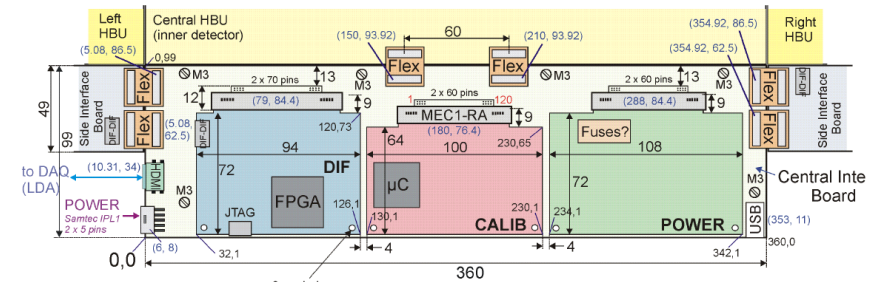 Left
HBU
Central HBU
(inner detector)
Right
HBU
(5.08, 86.5)
0,99
(150, 93.92)
60
(210, 93.92)
(354.92, 86.5)
(354.92, 62.5)
Flex
Flex
Flex
Flex
Flex
Flex
M3
M3
M3
M3
2 x 70 pins
13
2 x 60 pins
2 x 60 pins
13
12
(79, 84.4)
9
1
120
MEC1-RA
9
(180, 76.4)
(288, 84.4)
9
49
99
Side Interface
Board
DIF-DIF
(5.08,
62.5)
DIF-DIF
DIF-DIF
Side Interface
Board
120,73
64
230,65
Fuses?
94
100
108
72
DIF
72
to DAQ
(LDA)
(10.31, 34)
HDMI
POWER
Samtec IPL1
2 x 5 pins
(6, 8)
M3
FPGA
JTAG
126,1
130,1
µC
CALIB
230,1
234,1
POWER
M3
USB
Central Inte
Board
(353, 11)
360,0
0,0
32,1
4
4
342,1
360